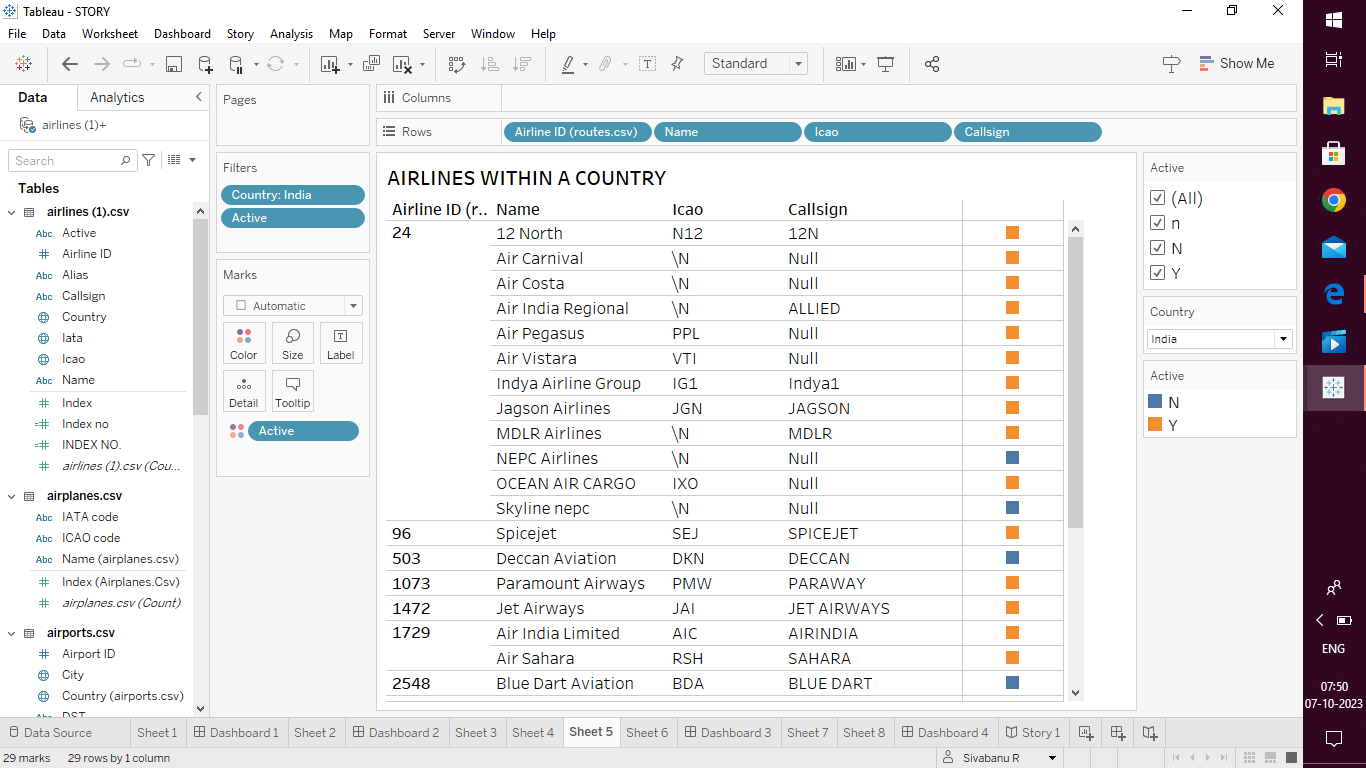 Tableau - STORY
File Data Worksheet Dashboard Story Analysis Map Format Server Window Help
Standard
Show Me
Data Analytics
airlines (1)+
Search
Tables
airlines (1).csv
Abc Active
Airline ID
Abc Alias
Abc Callsign
Country
Iata
Icao
Abc Name
Index
Index no
INDEX NO.
airlines (1).csv (Cou...
airplanes.csv
Abc IATA code
Abc ICAO code
Abc Name (airplanes.csv)
Index (Airplanes.Csv)
airplanes.csv (Count)
airports.csv
Airport ID
City
Country (airports.csv)
Abc DST
Pages
Filters
Country: India
Active
Marks
Automatic
Color Size Label
Detail Tooltip
Active
Columns
Rows Airline ID (routes.csv) Name Icao Callsign
AIRLINES WITHIN A COUNTRY
Airline ID (r.. Name Icao Callsign
24 12 North N12 12N
Air Carnival \N Null
Air Costa \N Null
Air India Regional \N ALLIED
Air Pegasus PPL Null
Air Vistara VTI Null
Indya Airline Group IG1 Indya1
Jagson Airlines JGN JAGSON
MDLR Airlines \N MDLR
NEPC Airlines \N Null
OCEAN AIR CARGO IXO Null
Skyline nepc \N Null
96 Spicejet SEJ SPICEJET
503 Deccan Aviation DKN DECCAN
1073 Paramount Airways PMW PARAWAY
1472 Jet Airways JAI JET AIRWAYS
1729 Air India Limited AIC AIRINDIA
Air Sahara RSH SAHARA
2548 Blue Dart Aviation BDA BLUE DART
Active
(All)
n
N
Y
Country
India
Active
N
Y
Data Source Sheet 1 Dashboard 1 Sheet 2 Dashboard 2 Sheet 3 Sheet 4 Sheet 5 Sheet 6 Dashboard 3 Sheet 7 Sheet 8 Dashboard 4 Story 1
29 marks 29 rows by 1 column Sivabanu R
ENG
07:50
07-10-2023